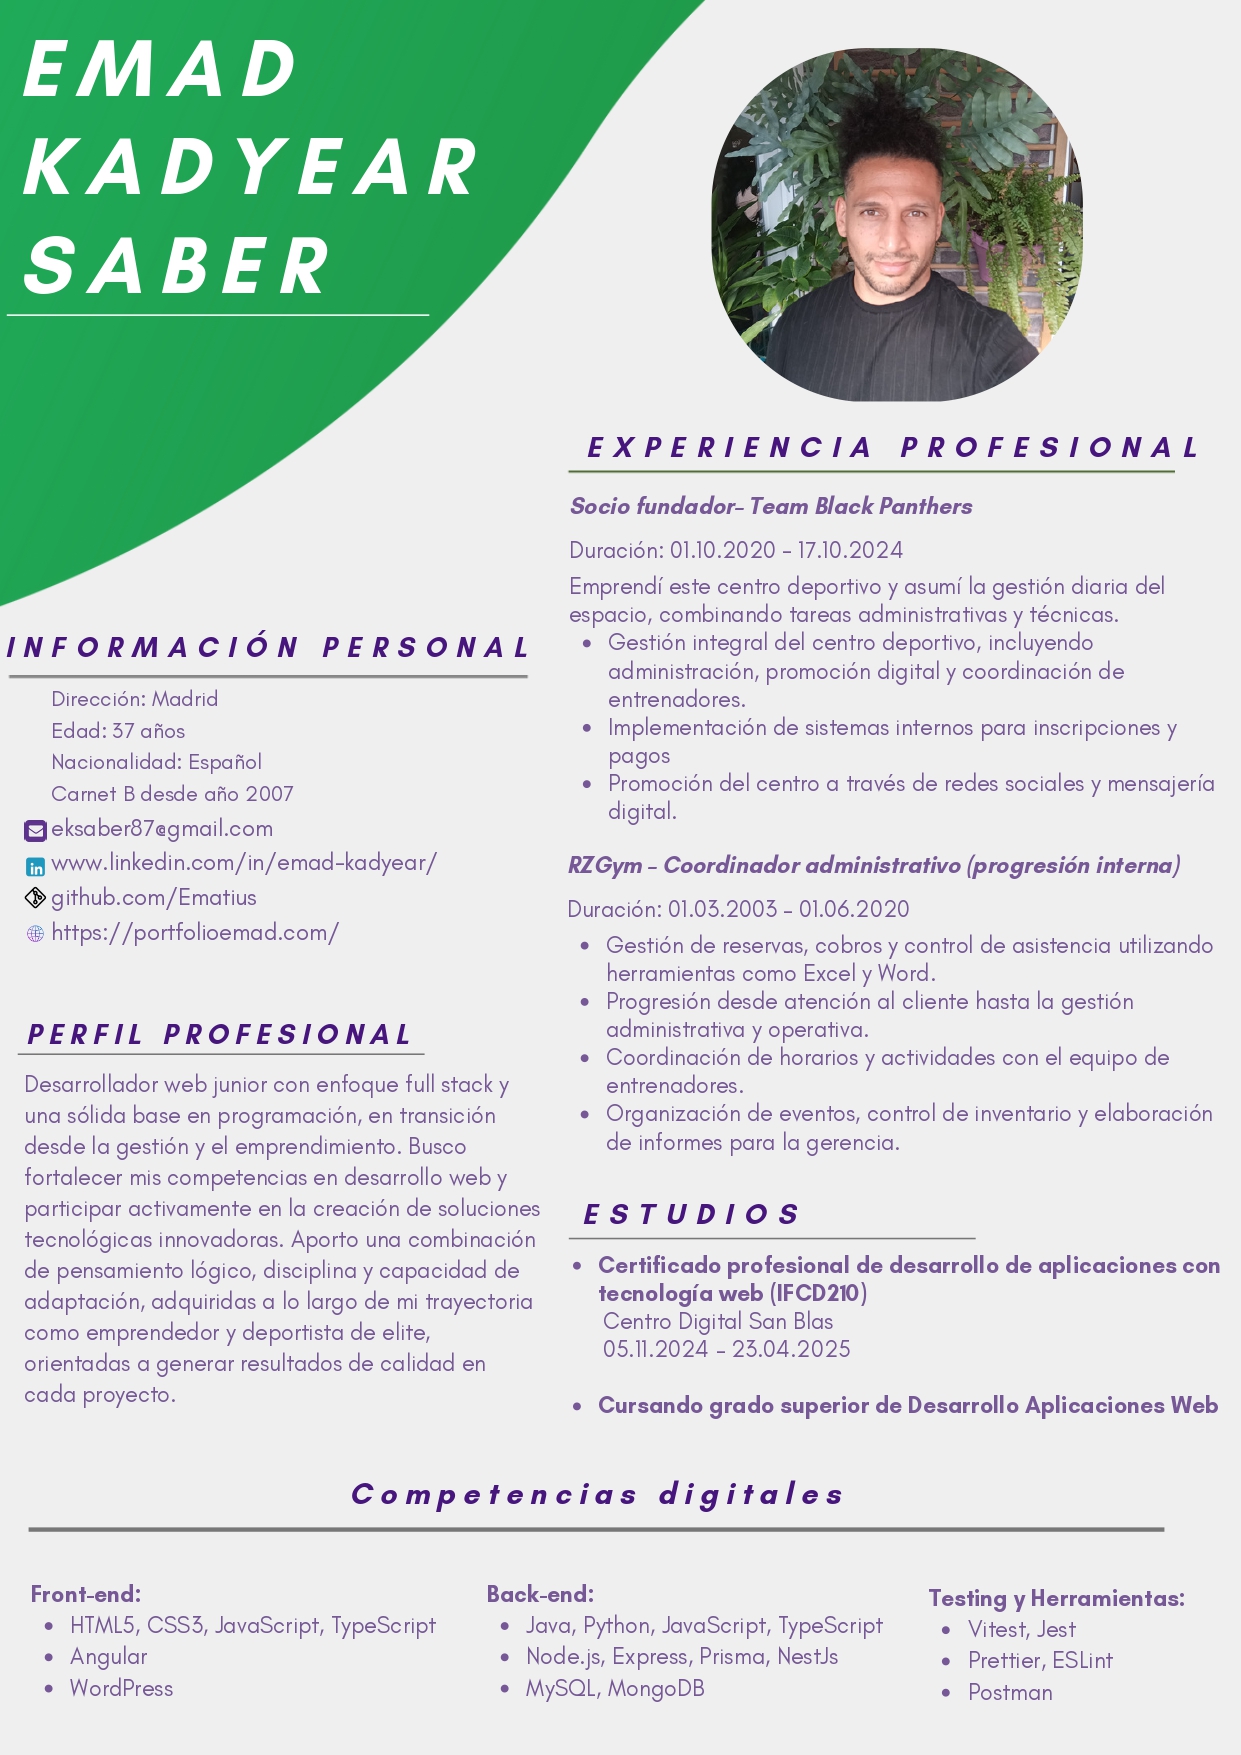 EMAD
KADYEAR
SABER
INFORMACIÓN PERSONAL
Dirección: Madrid
Edad: 37 años
Nacionalidad: Español
Carnet B desde año 2007
eksaber87@gmail.com
www.linkedin.com/in/emad-kadyear/
github.com/Ematius
https://portfolioemad.com/
PERFIL PROFESIONAL
Desarrollador web junior con enfoque full stack y
una sólida base en programación, en transición
desde la gestión y el emprendimiento. Busco
fortalecer mis competencias en desarrollo web y
participar activamente en la creación de soluciones
tecnológicas innovadoras. Aporto una combinación
de pensamiento lógico, disciplina y capacidad de
adaptación, adquiridas a lo largo de mi trayectoria
como emprendedor y deportista de elite,
orientadas a generar resultados de calidad en
cada proyecto.
EXPERIENCIA PROFESIONAL
Socio fundador- Team Black Panthers
Duración: 01.10.2020 - 17.10.2024
Emprendí este centro deportivo y asumí la gestión diaria del
espacio, combinando tareas administrativas y técnicas.
• Gestión integral del centro deportivo, incluyendo
administración, promoción digital y coordinación de
entrenadores.
• Implementación de sistemas internos para inscripciones y
pagos
• Promoción del centro a través de redes sociales y mensajería
digital.
RZGym - Coordinador administrativo (progresión interna)
Duración: 01.03.2003 - 01.06.2020
• Gestión de reservas, cobros y control de asistencia utilizando
herramientas como Excel y Word.
• Progresión desde atención al cliente hasta la gestión
administrativa y operativa.
• Coordinación de horarios y actividades con el equipo de
entrenadores.
• Organización de eventos, control de inventario y elaboración
de informes para la gerencia.
ESTUDIOS
• Certificado profesional de desarrollo de aplicaciones con
tecnología web (IFCD210)
Centro Digital San Blas
05.11.2024 - 23.04.2025
• Cursando grado superior de Desarrollo Aplicaciones Web
Competencias digitales
Front-end:
• HTML5, CSS3, JavaScript, TypeScript
• Angular
• WordPress
Back-end:
• Java, Python, JavaScript, TypeScript
• Node.js, Express, Prisma, NestJs
• MySQL, MongoDB
Testing y Herramientas:
• Vitest, Jest
• Prettier, ESLint
• Postman